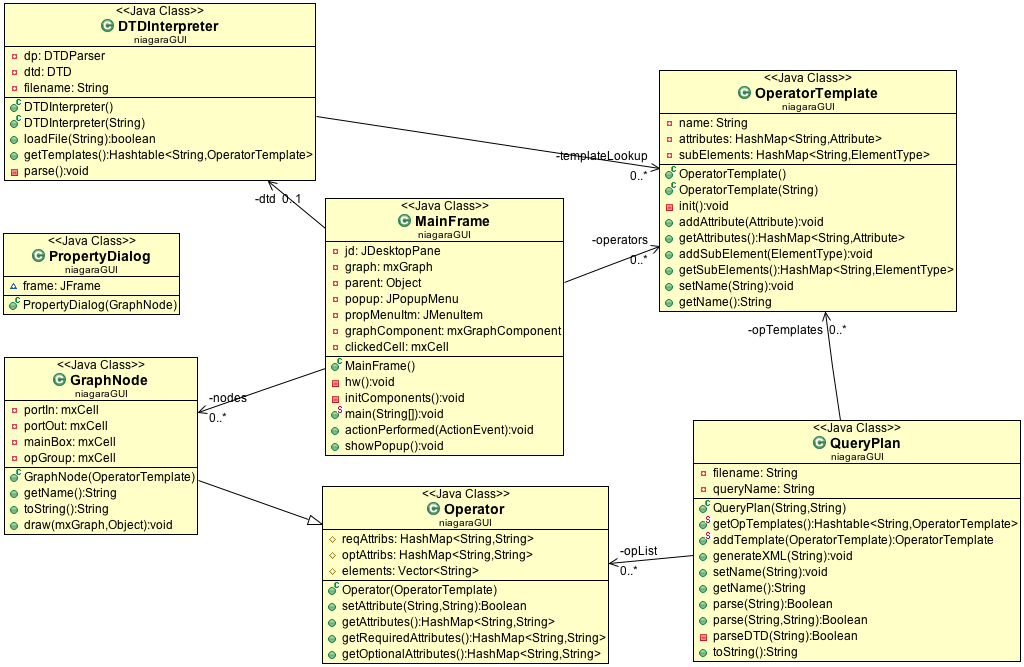 <<Java Class>>
DTDInterpreter
niagaraGUI
dp: DTDParser
dtd: DTD
filename: String
DTDInterpreter()
DTDInterpreter(String)
loadFile(String):boolean
getTemplates():Hashtable<String,OperatorTemplate>
parse():void
-templateLookup
0..*
<<Java Class>>
OperatorTemplate
niagaraGUI
name: String
attributes: HashMap<String,Attribute>
subElements: HashMap<String,ElementType>
OperatorTemplate()
OperatorTemplate(String)
init():void
addAttribute(Attribute):void
getAttributes():HashMap<String,Attribute>
addSubElement(ElementType):void
getSubElements():HashMap<String,ElementType>
setName(String):void
getName():String
-dtd 0..1
<<Java Class>>
MainFrame
niagaraGUI
jd: JDesktopPane
graph: mxGraph
parent: Object
popup: JPopupMenu
propMenuItm: JMenuItem
graphComponent: mxGraphComponent
clickedCell: mxCell
MainFrame()
hw():void
initComponents():void
main(String[]):void
actionPerformed(ActionEvent):void
showPopup():void
-operators
0..*
<<Java Class>>
PropertyDialog
niagaraGUI
frame: JFrame
PropertyDialog(GraphNode)
-opTemplates 0..*
<<Java Class>>
GraphNode
niagaraGUI
portIn: mxCell
portOut: mxCell
mainBox: mxCell
opGroup: mxCell
GraphNode(OperatorTemplate)
getName():String
toString():String
draw(mxGraph,Object):void
-nodes
0..*
<<Java Class>>
QueryPlan
niagaraGUI
filename: String
queryName: String
QueryPlan(String,String)
getOpTemplates():Hashtable<String,OperatorTemplate>
addTemplate(OperatorTemplate):OperatorTemplate
generateXML(String):void
setName(String):void
getName():String
parse(String):Boolean
parse(String,String):Boolean
parseDTD(String):Boolean
toString():String
<<Java Class>>
Operator
niagaraGUI
reqAttribs: HashMap<String,String>
optAttribs: HashMap<String,String>
elements: Vector<String>
Operator(OperatorTemplate)
setAttribute(String,String):Boolean
getAttributes():HashMap<String,String>
getRequiredAttributes():HashMap<String,String>
getOptionalAttributes():HashMap<String,String>
-opList
0..*